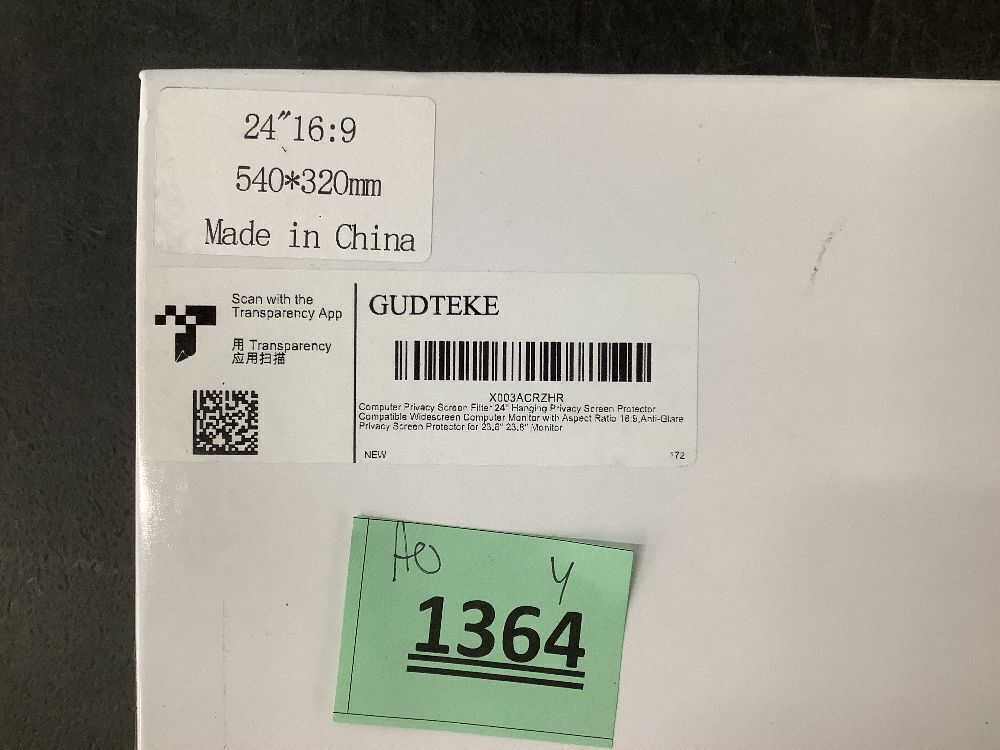 24″16:9
540*320mm
Made in China
Scan with the
Transparency App
用 Transparency
应用扫描
GUDTEKE
X003ACRZHR
Computer Privacy Screen Filter 24" Hanging Privacy Screen Protector
Compatible Widescreen Computer Monitor with Aspect Ratio 16:9,Anti-Glare
Privacy Screen Protector for 23.6" 23.8" Monitor
NEW
172
1364